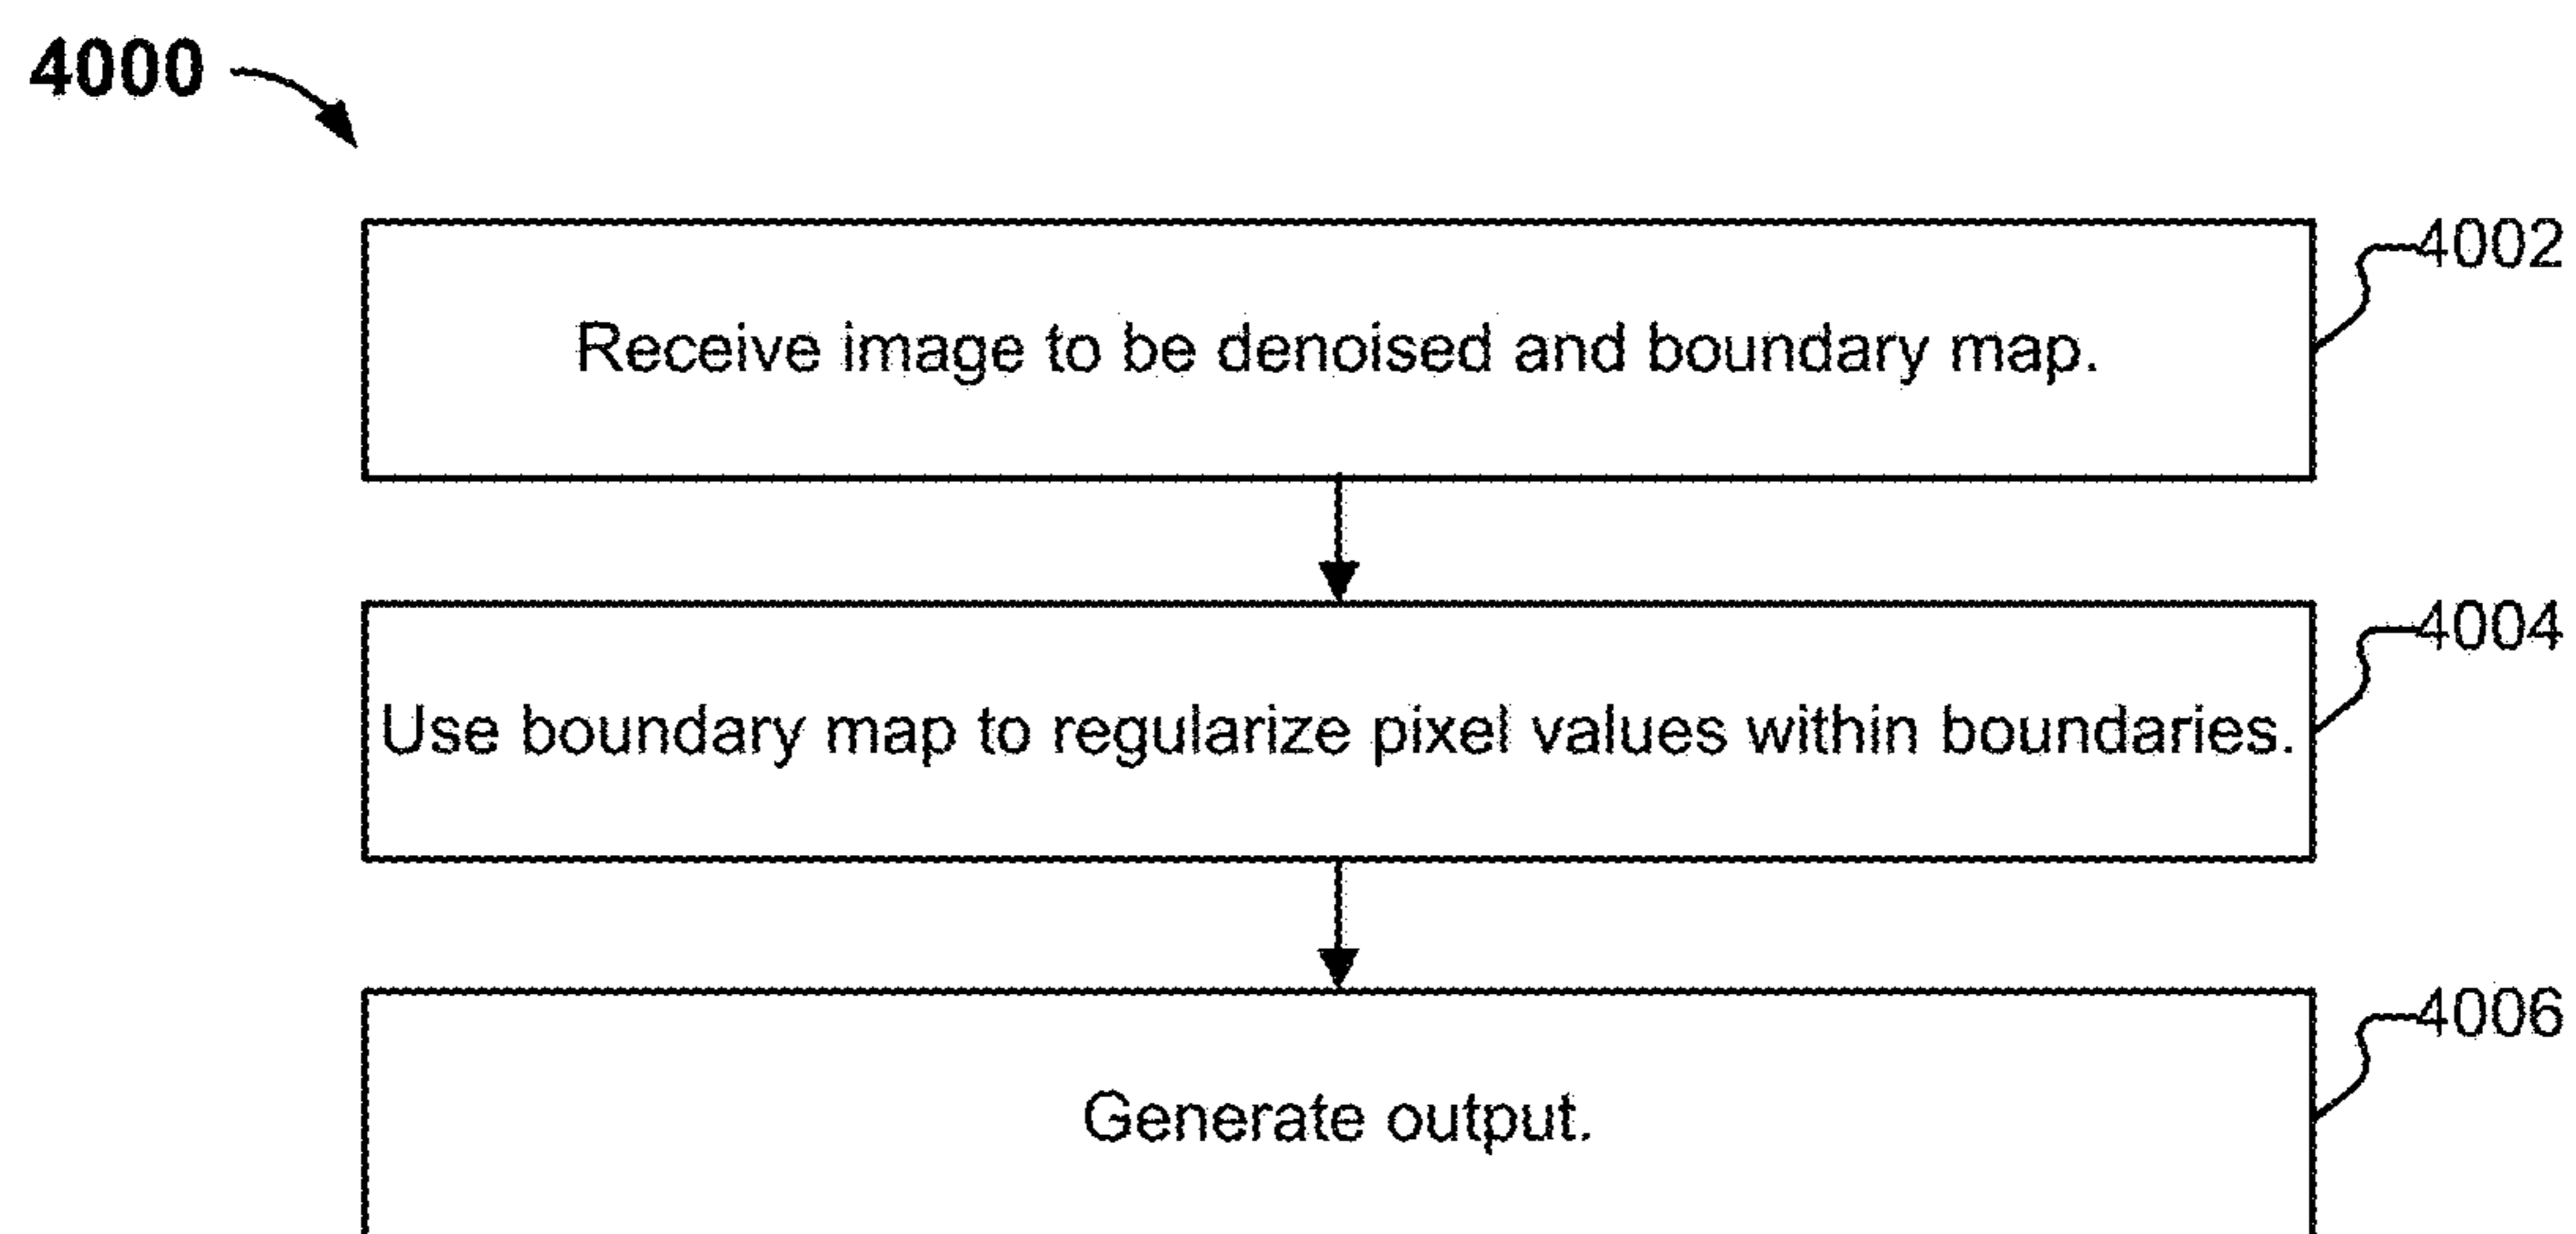 4000
4002
Receive image to be denoised and boundary map.
4004
Use boundary map to regularize pixel values within boundaries.
4006
Generate output.